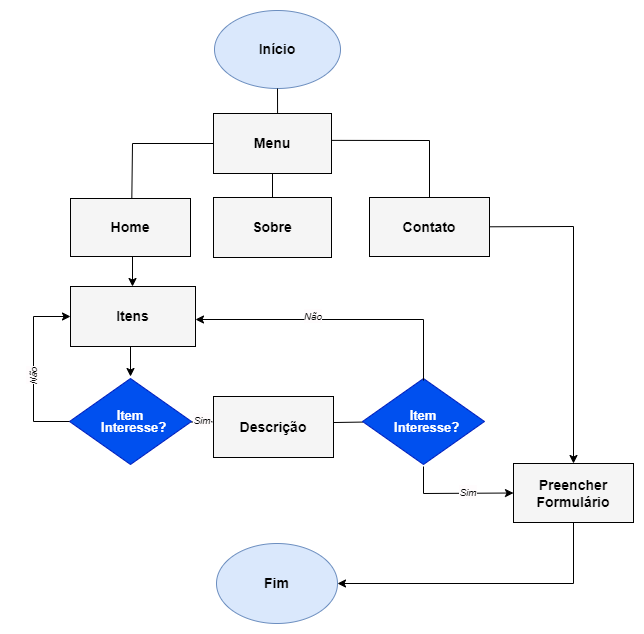 Início
Menu
Home
Sobre
Contato
Itens
Não
Não
Item
Interesse?
Sim
Descrição
Item
Interesse?
Sim
Preencher
Formulário
Fim